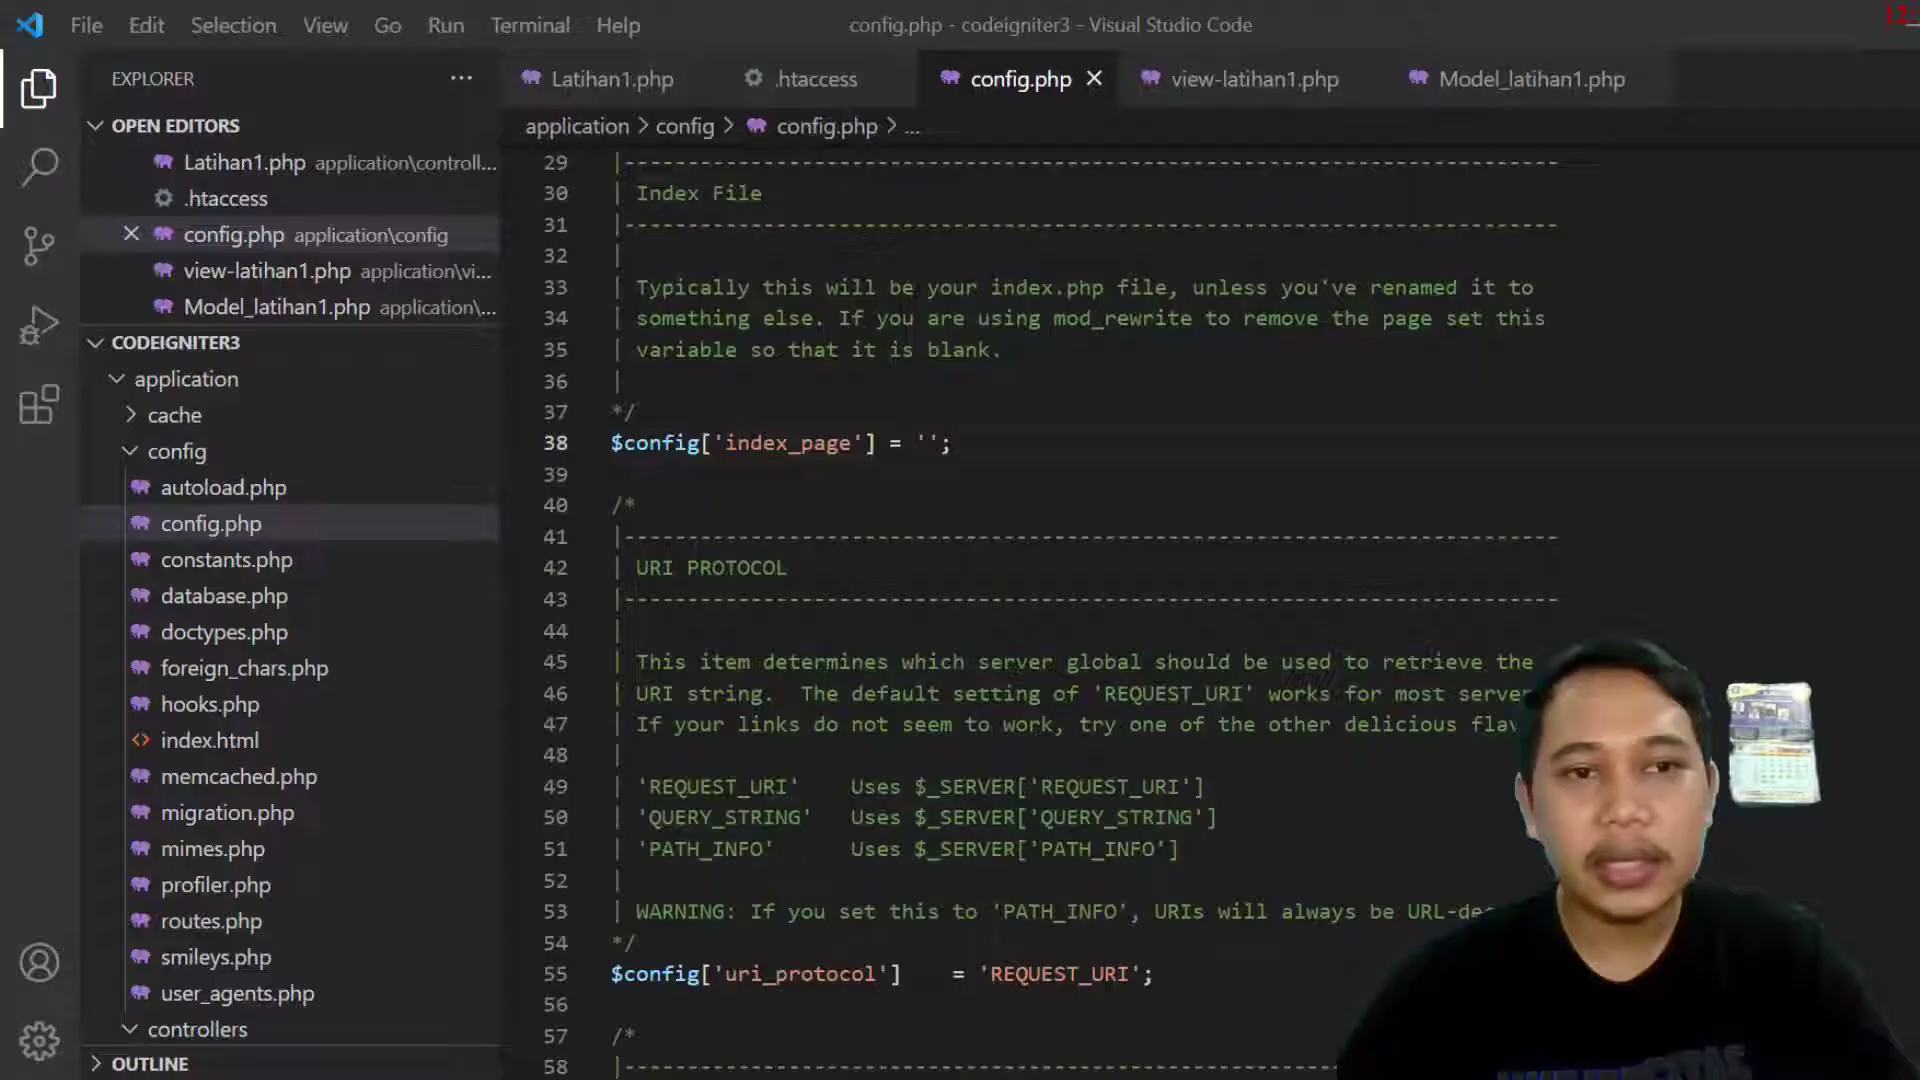 File Edit Selection View Go Run Terminal Help
config.php - codeigniter3 - Visual Studio Code
EXPLORER
OPEN EDITORS
Latihan1.php application\controll...
.htaccess
config.php application\config
view-latihan1.php application\vi...
Model_latihan1.php application\...
CODEIGNITER3
application
cache
config
autoload.php
config.php
constants.php
database.php
doctypes.php
foreign_chars.php
hooks.php
index.html
memcached.php
migration.php
mimes.php
profiler.php
routes.php
smileys.php
user_agents.php
controllers
OUTLINE
Latihan1.php .htaccess config.php view-latihan1.php Model_latihan1.php
application > config > config.php > ...
29 |--------------------------------------------------------------------------
30 | Index File
31 |--------------------------------------------------------------------------
32 |
33 | Typically this will be your index.php file, unless you've renamed it to
34 | something else. If you are using mod_rewrite to remove the page set this
35 | variable so that it is blank.
36 |
37 */
38 $config['index_page'] = '';
39
40 /*
41 |--------------------------------------------------------------------------
42 | URI PROTOCOL
43 |--------------------------------------------------------------------------
44 |
45 | This item determines which server global should be used to retrieve the
46 | URI string.  The default setting of 'REQUEST_URI' works for most server
47 | If your links do not seem to work, try one of the other delicious flav
48 |
49 | 'REQUEST_URI'    Uses $_SERVER['REQUEST_URI']
50 | 'QUERY_STRING'   Uses $_SERVER['QUERY_STRING']
51 | 'PATH_INFO'      Uses $_SERVER['PATH_INFO']
52 |
53 | WARNING: If you set this to 'PATH_INFO', URIs will always be URL-de
54 */
55 $config['uri_protocol']    = 'REQUEST_URI';
56
57 /*
58 |---------------------------------------------------------